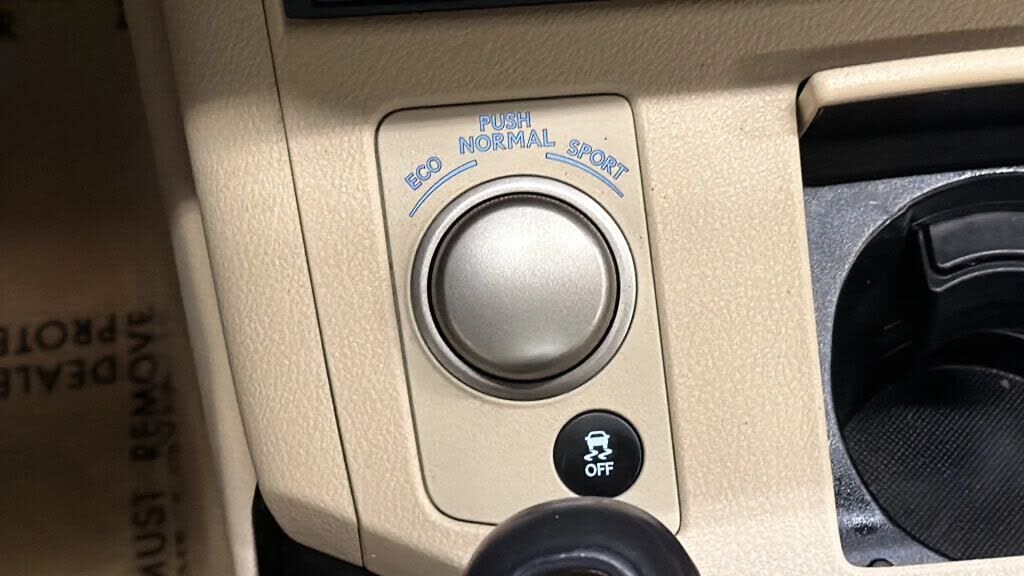 PUSH
ECO NORMAL SPORT
OFF
MUST REMOVE
DEALE
PROTE